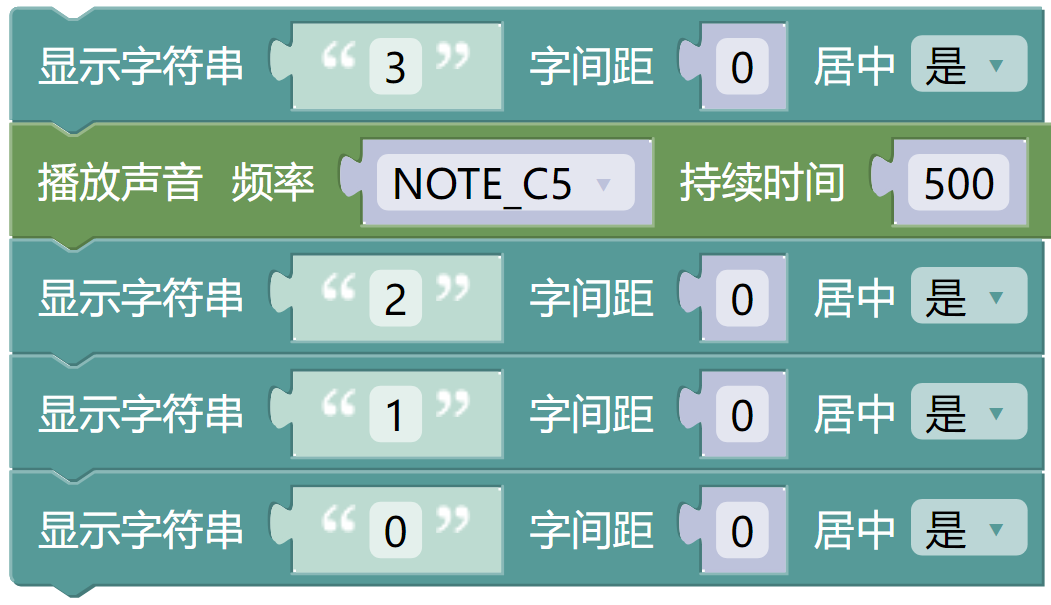 显示字符串 “ 3 ” 字间距 0 居中 是
播放声音 频率 NOTE_C5 持续时间 500
显示字符串 “ 2 ” 字间距 0 居中 是
显示字符串 “ 1 ” 字间距 0 居中 是
显示字符串 “ 0 ” 字间距 0 居中 是